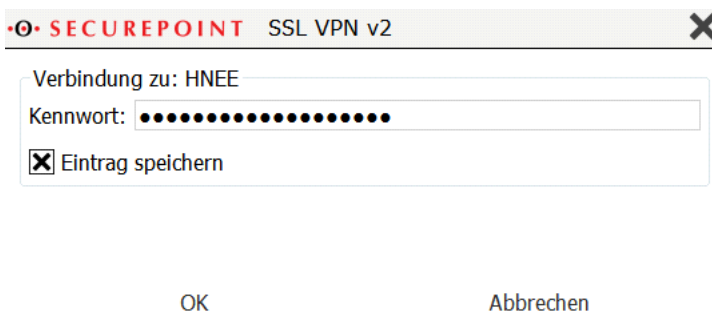 SECUREPOINT SSL VPN v2
Verbindung zu: HNEE
Kennwort: ●●●●●●●●●●●●●●●●●●●
Eintrag speichern
OK Abbrechen